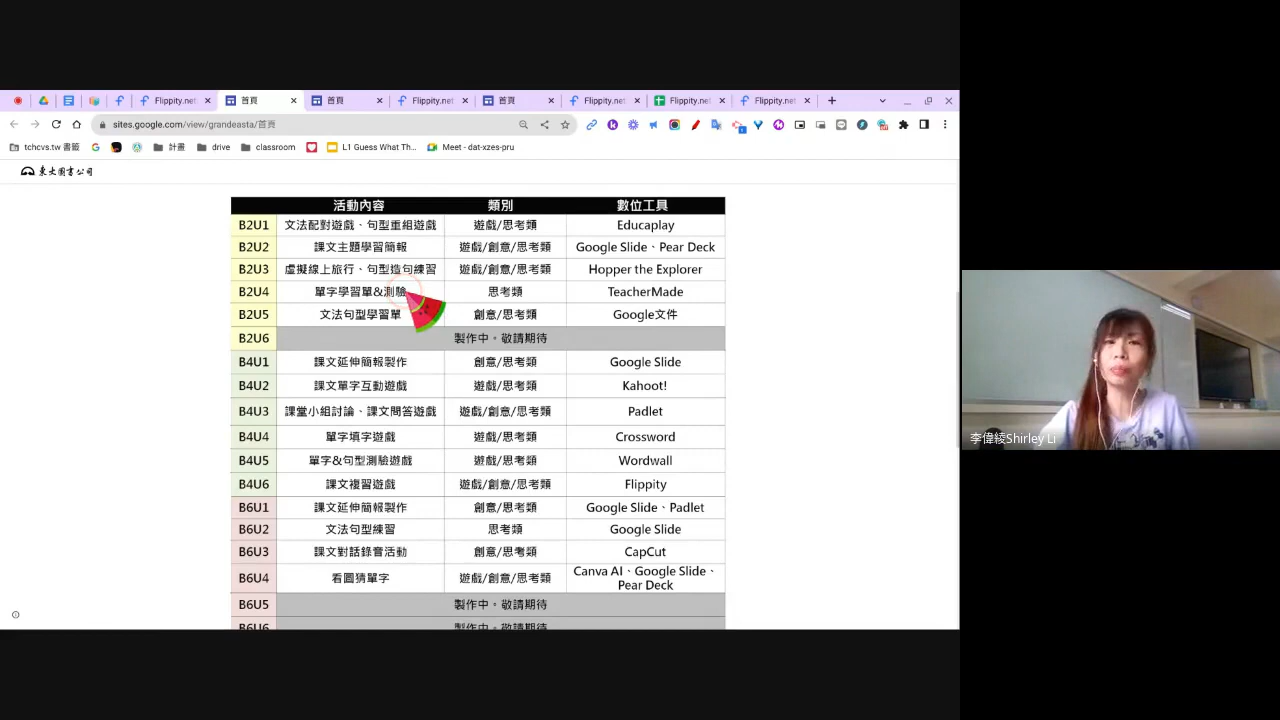 Flippity.net
首頁
首頁
Flippity.net
首頁
Flippity.net
Flippity.net
Flippity.net
sites.google.com/view/grandeasta/首頁
tchcvs.tw 書籤
計畫
drive
classroom
L1 Guess What Th...
Meet - dat-xzes-pru
東大圖書公司
活動內容 類別 數位工具
B2U1 文法配對遊戲、句型重組遊戲 遊戲/思考類 Educaplay
B2U2 課文主題學習簡報 遊戲/創意/思考類 Google Slide、Pear Deck
B2U3 虛擬線上旅行、句型造句練習 遊戲/創意/思考類 Hopper the Explorer
B2U4 單字學習單&測驗 思考類 TeacherMade
B2U5 文法句型學習單 創意/思考類 Google文件
B2U6 製作中。敬請期待
B4U1 課文延伸簡報製作 創意/思考類 Google Slide
B4U2 課文單字互動遊戲 遊戲/思考類 Kahoot!
B4U3 課堂小組討論、課文問答遊戲 遊戲/創意/思考類 Padlet
B4U4 單字填字遊戲 遊戲/思考類 Crossword
B4U5 單字&句型測驗遊戲 遊戲/思考類 Wordwall
B4U6 課文複習遊戲 遊戲/創意/思考類 Flippity
B6U1 課文延伸簡報製作 創意/思考類 Google Slide、Padlet
B6U2 文法句型練習 思考類 Google Slide
B6U3 課文對話錄音活動 創意/思考類 CapCut
B6U4 看圖猜單字 遊戲/創意/思考類 Canva AI、Google Slide、
Pear Deck
B6U5 製作中。敬請期待
B6U6 製作中。敬請期待
李偉綾Shirley Li